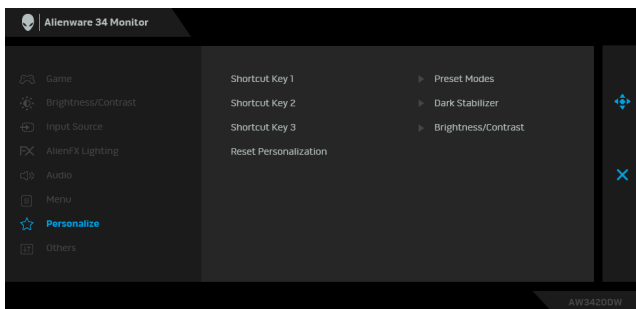 Alienware 34 Monitor
Game
Shortcut Key 1 Preset Modes
Brightness/Contrast
Shortcut Key 2 Dark Stabilizer
Input Source
Shortcut Key 3 Brightness/Contrast
FX AlienFX Lighting
Reset Personalization
Audio
Menu
Personalize
Others
AW3420DW